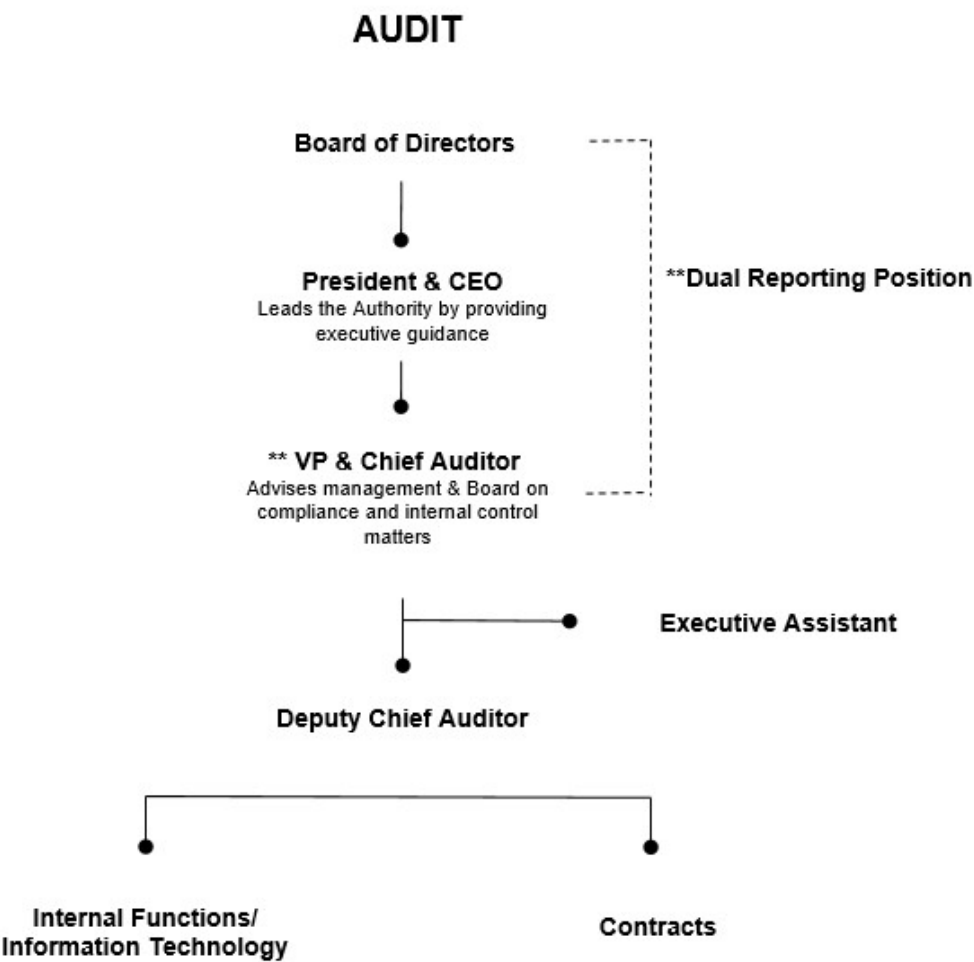 AUDIT
Board of Directors
President & CEO
Leads the Authority by providing
executive guidance
**Dual Reporting Position
** VP & Chief Auditor
Advises management & Board on
compliance and internal control
matters
Executive Assistant
Deputy Chief Auditor
Internal Functions/
Information Technology
Contracts